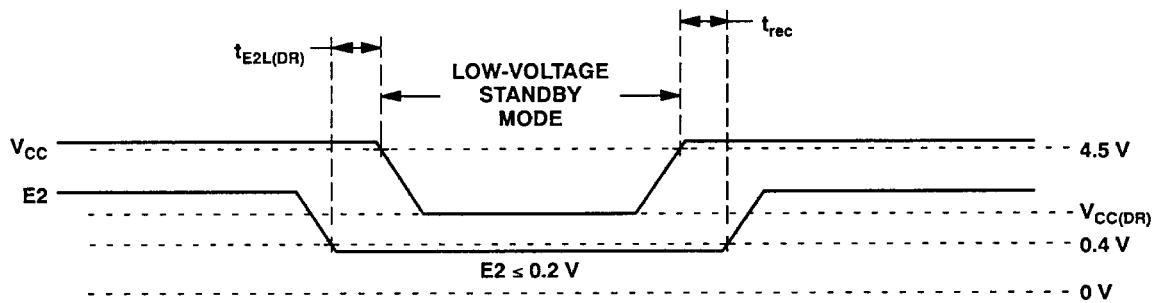 t_E2L(DR)
t_rec
LOW-VOLTAGE
STANDBY
MODE
V_CC
4.5 V
E2
V_CC(DR)
0.4 V
E2 ≤ 0.2 V
0 V